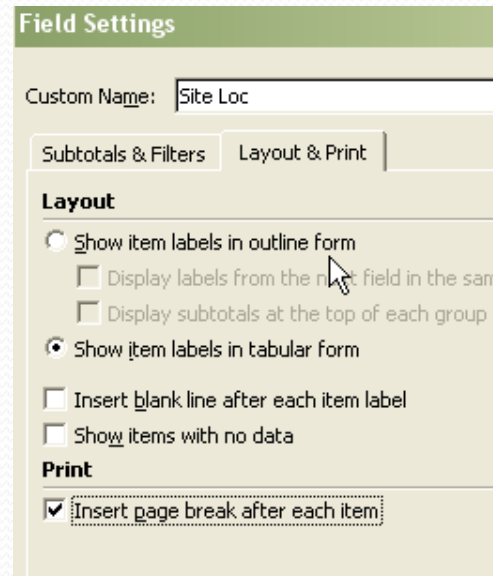 Field Settings
Custom Name: Site Loc
Subtotals & Filters Layout & Print
Layout
Show item labels in outline form
Display labels from the next field in the sam
Display subtotals at the top of each group
Show item labels in tabular form
Insert blank line after each item label
Show items with no data
Print
Insert page break after each item